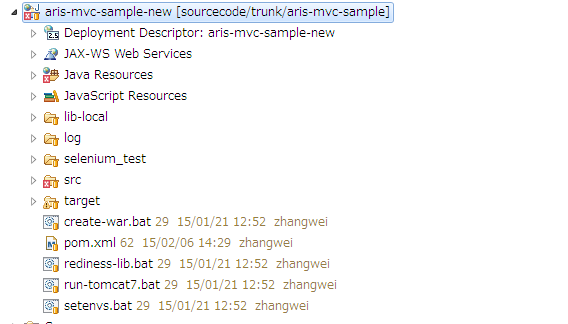 aris-mvc-sample-new [sourcecode/trunk/aris-mvc-sample]
2.5 Deployment Descriptor: aris-mvc-sample-new
JAX-WS Web Services
Java Resources
JavaScript Resources
lib-local
log
selenium_test
src
target
create-war.bat 29 15/01/21 12:52 zhangwei
pom.xml 62 15/02/06 14:29 zhangwei
rediness-lib.bat 29 15/01/21 12:52 zhangwei
run-tomcat7.bat 29 15/01/21 12:52 zhangwei
setenvs.bat 29 15/01/21 12:52 zhangwei